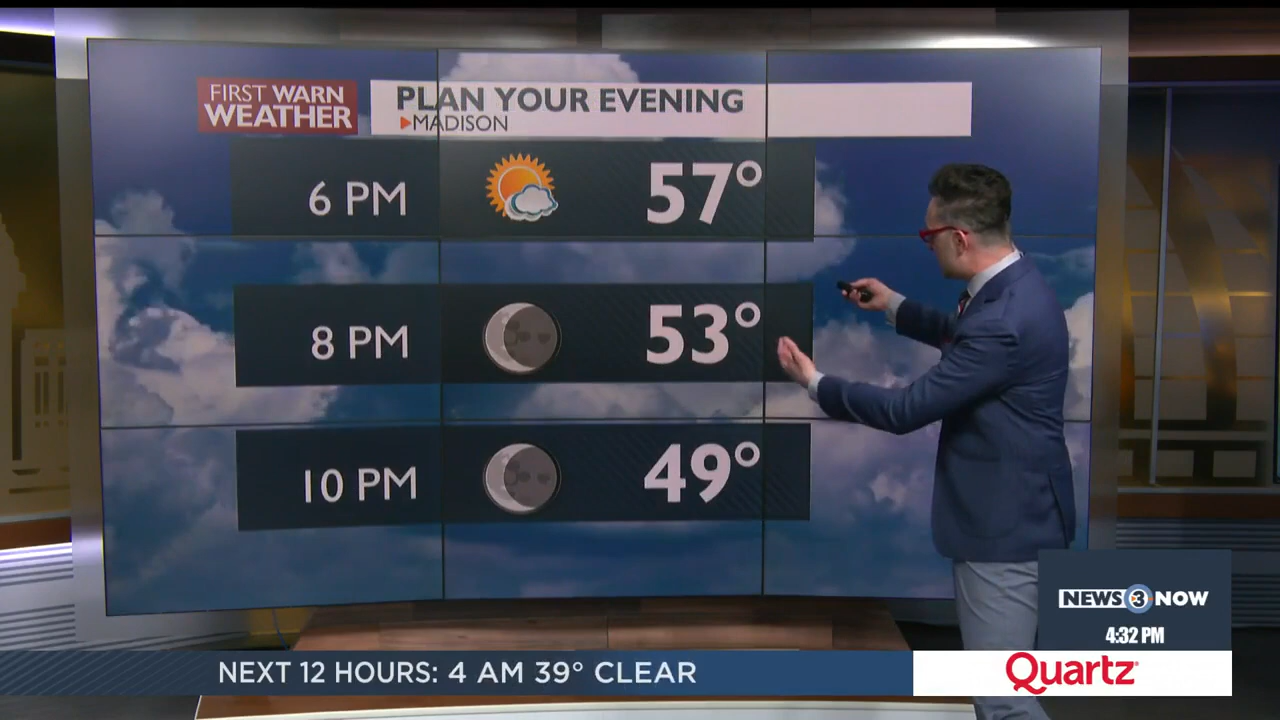 FIRST WARN
WEATHER
PLAN YOUR EVENING
MADISON
6 PM
57°
8 PM
53°
10 PM
49°
NEWS 3 NOW
4:32 PM
NEXT 12 HOURS: 4 AM 39° CLEAR
Quartz